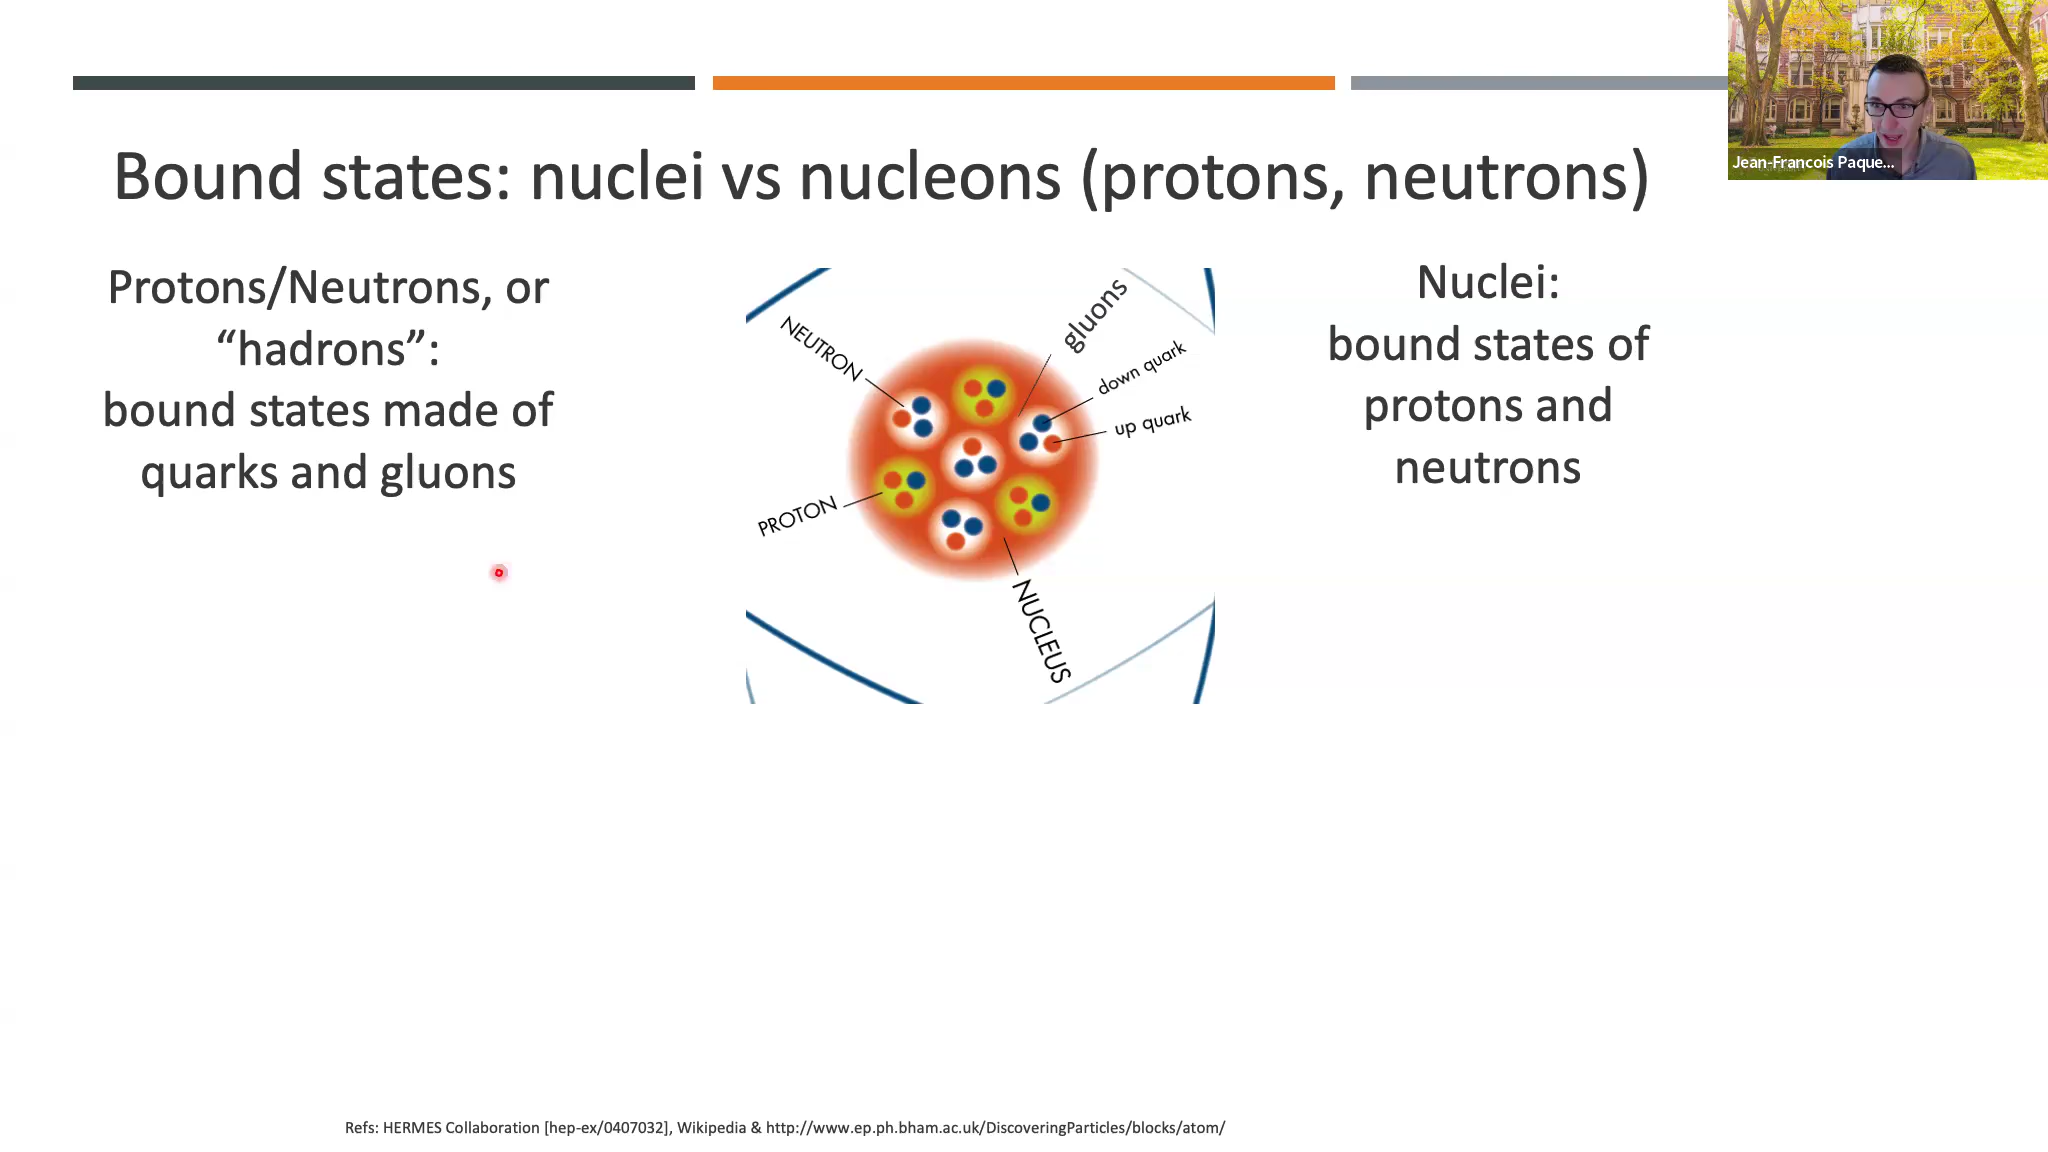 Jean-Francois Paque...
Bound states: nuclei vs nucleons (protons, neutrons)
Protons/Neutrons, or
“hadrons”:
bound states made of
quarks and gluons
NEUTRON
gluons
down quark
up quark
PROTON
NUCLEUS
Nuclei:
bound states of
protons and
neutrons
Refs: HERMES Collaboration [hep-ex/0407032], Wikipedia & http://www.ep.ph.bham.ac.uk/DiscoveringParticles/blocks/atom/